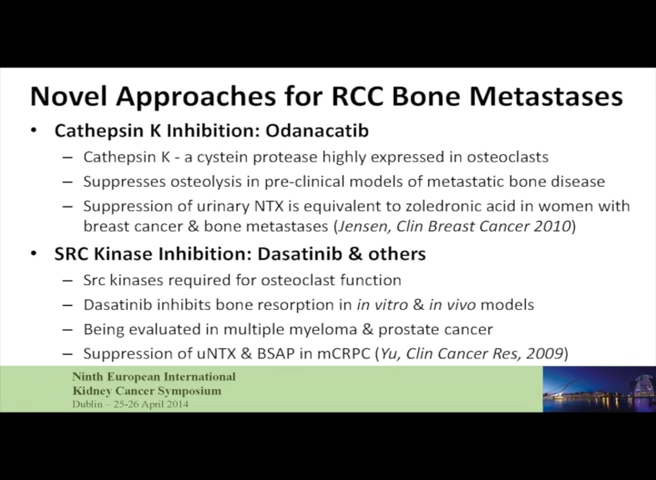 Novel Approaches for RCC Bone Metastases
• Cathepsin K Inhibition: Odanacatib
– Cathepsin K - a cystein protease highly expressed in osteoclasts
– Suppresses osteolysis in pre-clinical models of metastatic bone disease
– Suppression of urinary NTX is equivalent to zoledronic acid in women with
breast cancer & bone metastases (Jensen, Clin Breast Cancer 2010)
• SRC Kinase Inhibition: Dasatinib & others
– Src kinases required for osteoclast function
– Dasatinib inhibits bone resorption in in vitro & in vivo models
– Being evaluated in multiple myeloma & prostate cancer
– Suppression of uNTX & BSAP in mCRPC (Yu, Clin Cancer Res, 2009)
Ninth European International
Kidney Cancer Symposium
Dublin – 25-26 April 2014